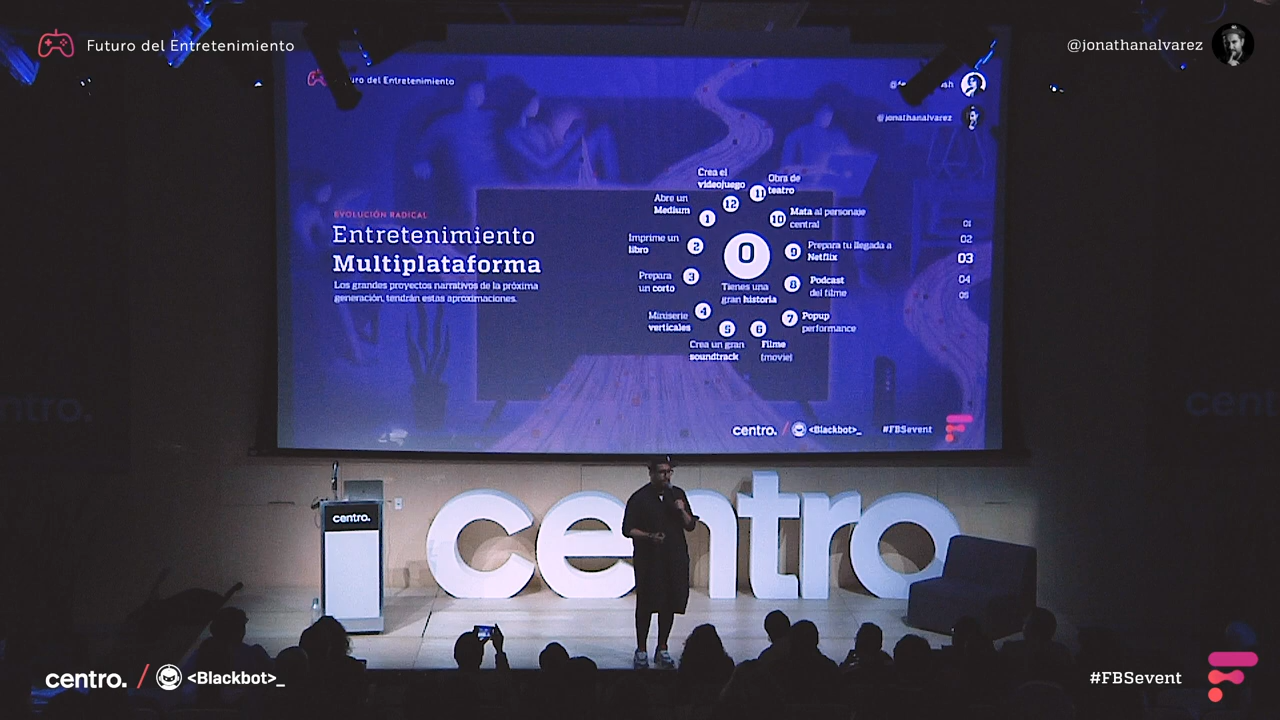 Futuro del Entretenimiento
@jonathanalvarez
uro del Entretenimiento
@jonathanalvarez
EVOLUCIÓN RADICAL
Entretenimiento
Multiplataforma
Los grandes proyectos narrativos de la próxima
generación, tendrán estas aproximaciones.
0
Tienes una
gran historia
1
Abre un
Medium
2
Imprime un
libro
3
Prepara
un corto
4
Miniserie
verticales
5
Crea un gran
soundtrack
6
Filme
(movie)
7
Popup
performance
8
Podcast
del filme
9
Prepara tu llegada a
Netflix
10
Mata al personaje
central
11
Obra de
teatro
12
Crea el
videojuego
01
02
03
04
05
centro. / <Blackbot>_
#FBSevent
ntro.
cent
centro.
centro
centro. / <Blackbot>_
#FBSevent